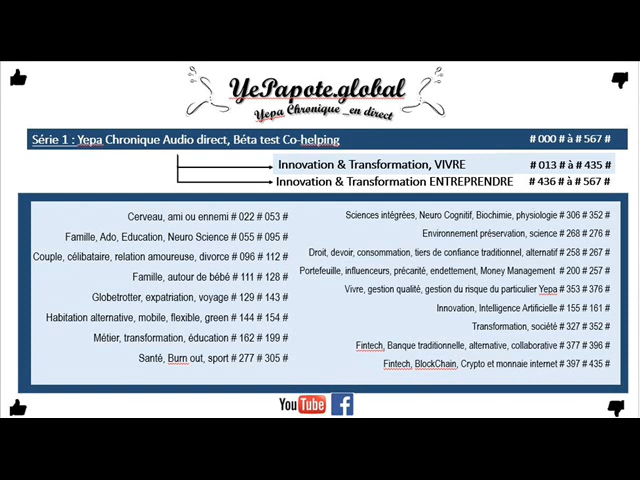 YePapote.global
Yepa Chronique _en direct
Série 1 : Yepa Chronique Audio direct, Béta test Co-helping # 000 # à # 567 #
Innovation & Transformation, VIVRE # 013 # à # 435 #
Innovation & Transformation ENTREPRENDRE # 436 # à # 567 #
Cerveau, ami ou ennemi # 022 # 053 #
Famille, Ado, Education, Neuro Science # 055 # 095 #
Couple, célibataire, relation amoureuse, divorce # 096 # 112 #
Famille, autour de bébé # 111 # 128 #
Globetrotter, expatriation, voyage # 129 # 143 #
Habitation alternative, mobile, flexible, green # 144 # 154 #
Métier, transformation, éducation # 162 # 199 #
Santé, Burn out, sport # 277 # 305 #
Sciences intégrées, Neuro Cognitif, Biochimie, physiologie # 306 # 352 #
Environnement préservation, science # 268 # 276 #
Droit, devoir, consommation, tiers de confiance traditionnel, alternatif # 258 # 267 #
Portefeuille, influenceurs, précarité, endettement, Money Management # 200 # 257 #
Vivre, gestion qualité, gestion du risque du particulier Yepa # 353 # 376 #
Innovation, Intelligence Artificielle # 155 # 161 #
Transformation, société # 327 # 352 #
Fintech, Banque traditionnelle, alternative, collaborative # 377 # 396 #
Fintech, BlockChain, Crypto et monnaie internet # 397 # 435 #
YouTube f